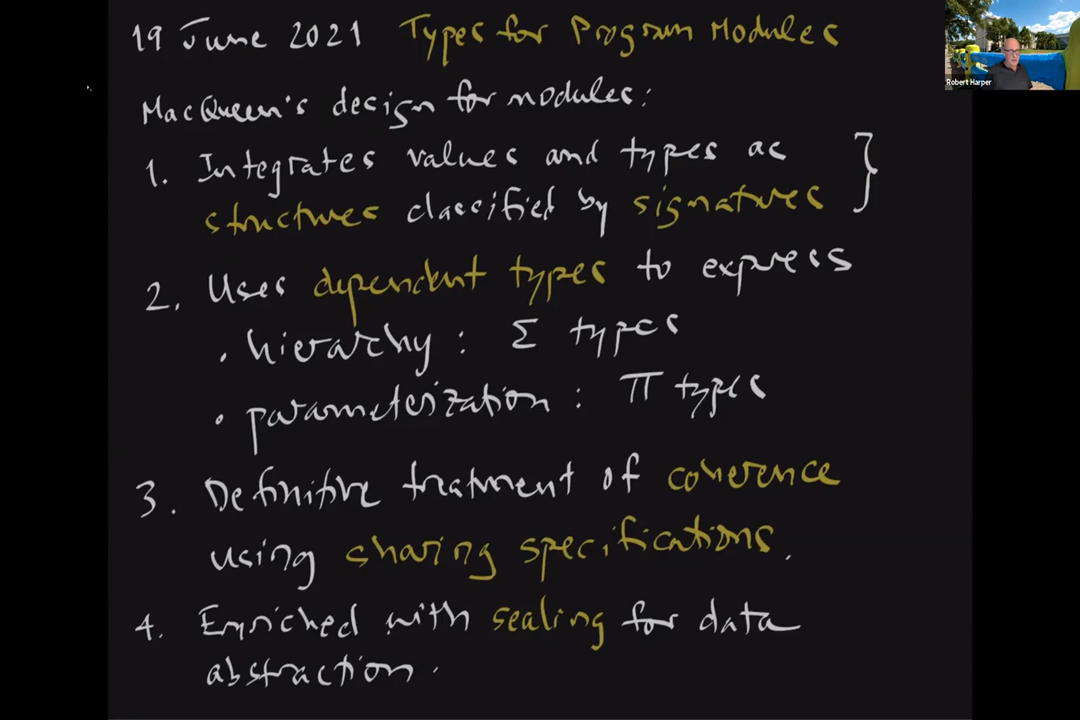 19 June 2021 Types for Program Modules
Robert Harper
MacQueen's design for modules:
1. Integrates values and types as
structures classified by signatures
2. Uses dependent types to express
• hierarchy : Σ types
• parameterization : Π types
3. Definitive treatment of coherence
using sharing specifications.
4. Enriched with sealing for data
abstraction.